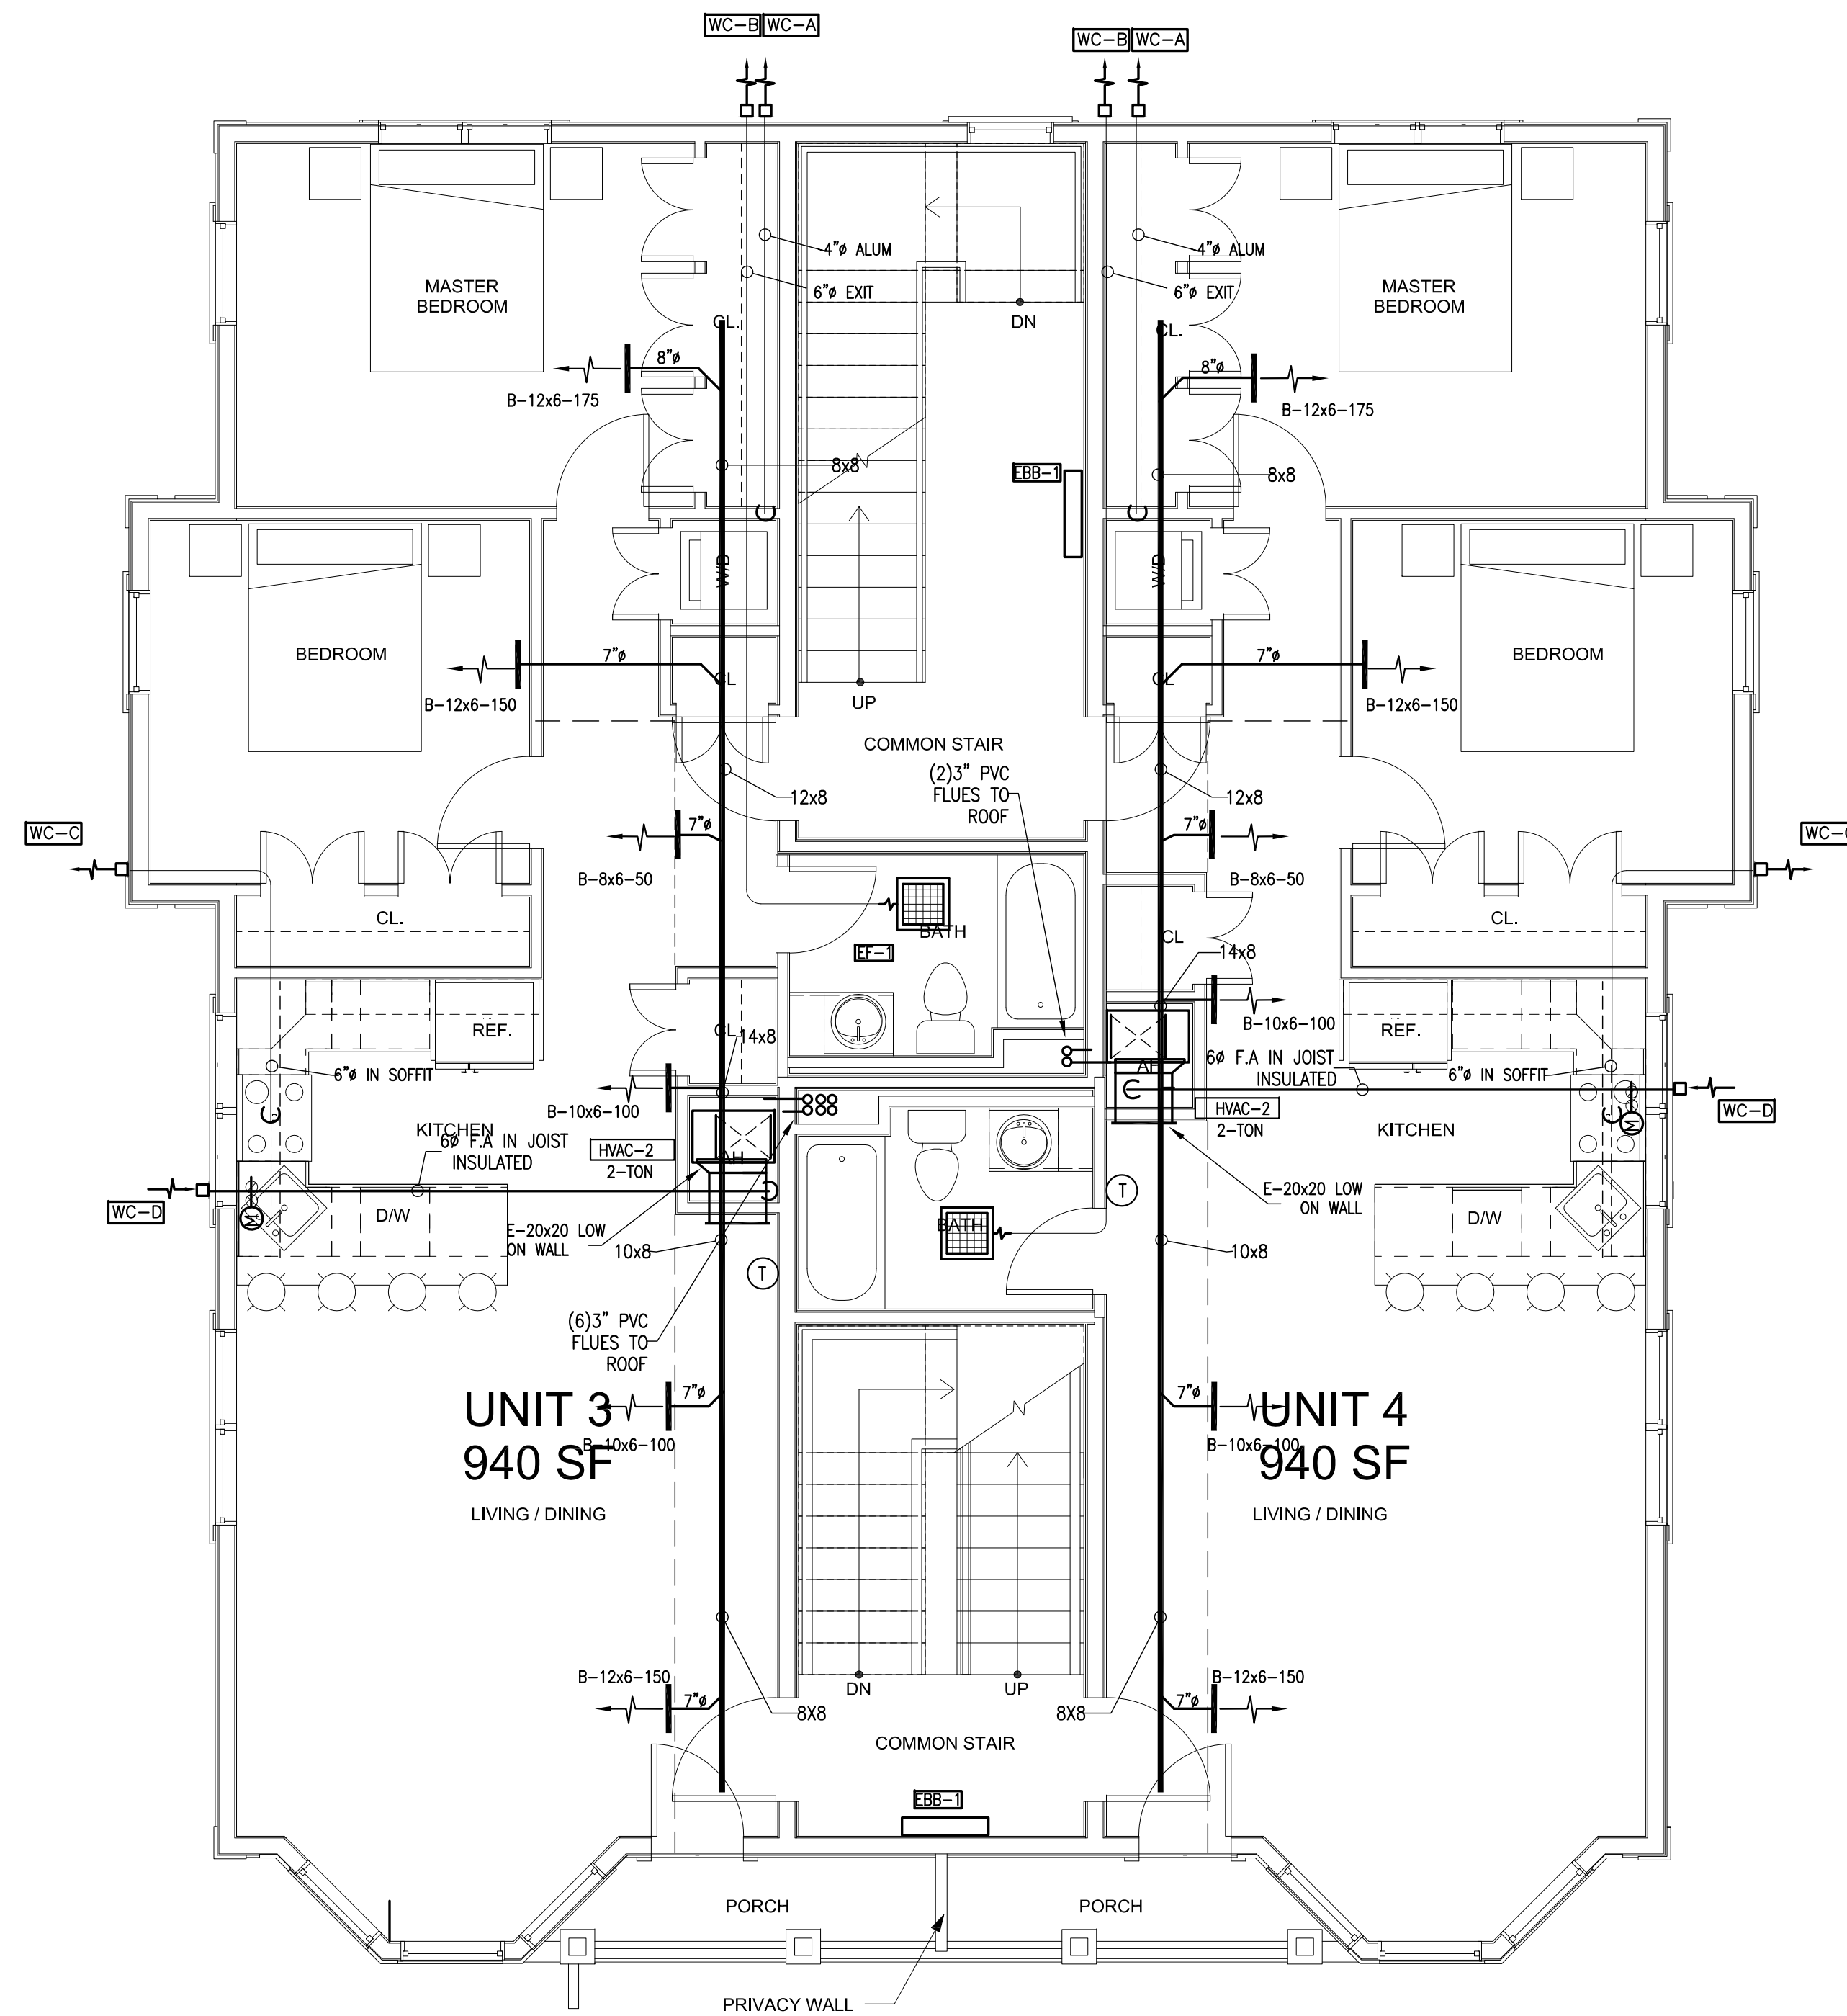 WC-B WC-A
WC-B WC-A
4"ø ALUM
6"ø EXIT
4"ø ALUM
6"ø EXIT
MASTER
BEDROOM
MASTER
BEDROOM
CL.
DN
CL.
8"ø
8"ø
B-12x6-175
B-12x6-175
8x8
EBB-1
8x8
W/D
W/D
BEDROOM
7"ø
7"ø
BEDROOM
CL
CL
B-12x6-150
UP
B-12x6-150
COMMON STAIR
(2)3" PVC
FLUES TO
ROOF
12x8
12x8
WC-C
7"ø
7"ø
WC-C
B-8x6-50
B-8x6-50
CL.
BATH
CL
CL.
EF-1
14x8
REF.
CL.
14x8
B-10x6-100
REF.
6"ø IN SOFFIT
AH
6ø F.A IN JOIST
INSULATED
6"ø IN SOFFIT
B-10x6-100
HVAC-2
2-TON
WC-D
KITCHEN
6ø F.A IN JOIST
INSULATED
HVAC-2
2-TON
AH
KITCHEN
M
WC-D
M
D/W
E-20x20 LOW
ON WALL
T
E-20x20 LOW
ON WALL
D/W
BATH
10x8
10x8
T
(6)3" PVC
FLUES TO
ROOF
7"ø
7"ø
UNIT 3
940 SF
UNIT 4
940 SF
B-10x6-100
B-10x6-100
LIVING / DINING
LIVING / DINING
B-12x6-150
7"ø
DN
UP
B-12x6-150
7"ø
8X8
8X8
COMMON STAIR
EBB-1
PORCH
PORCH
PRIVACY WALL